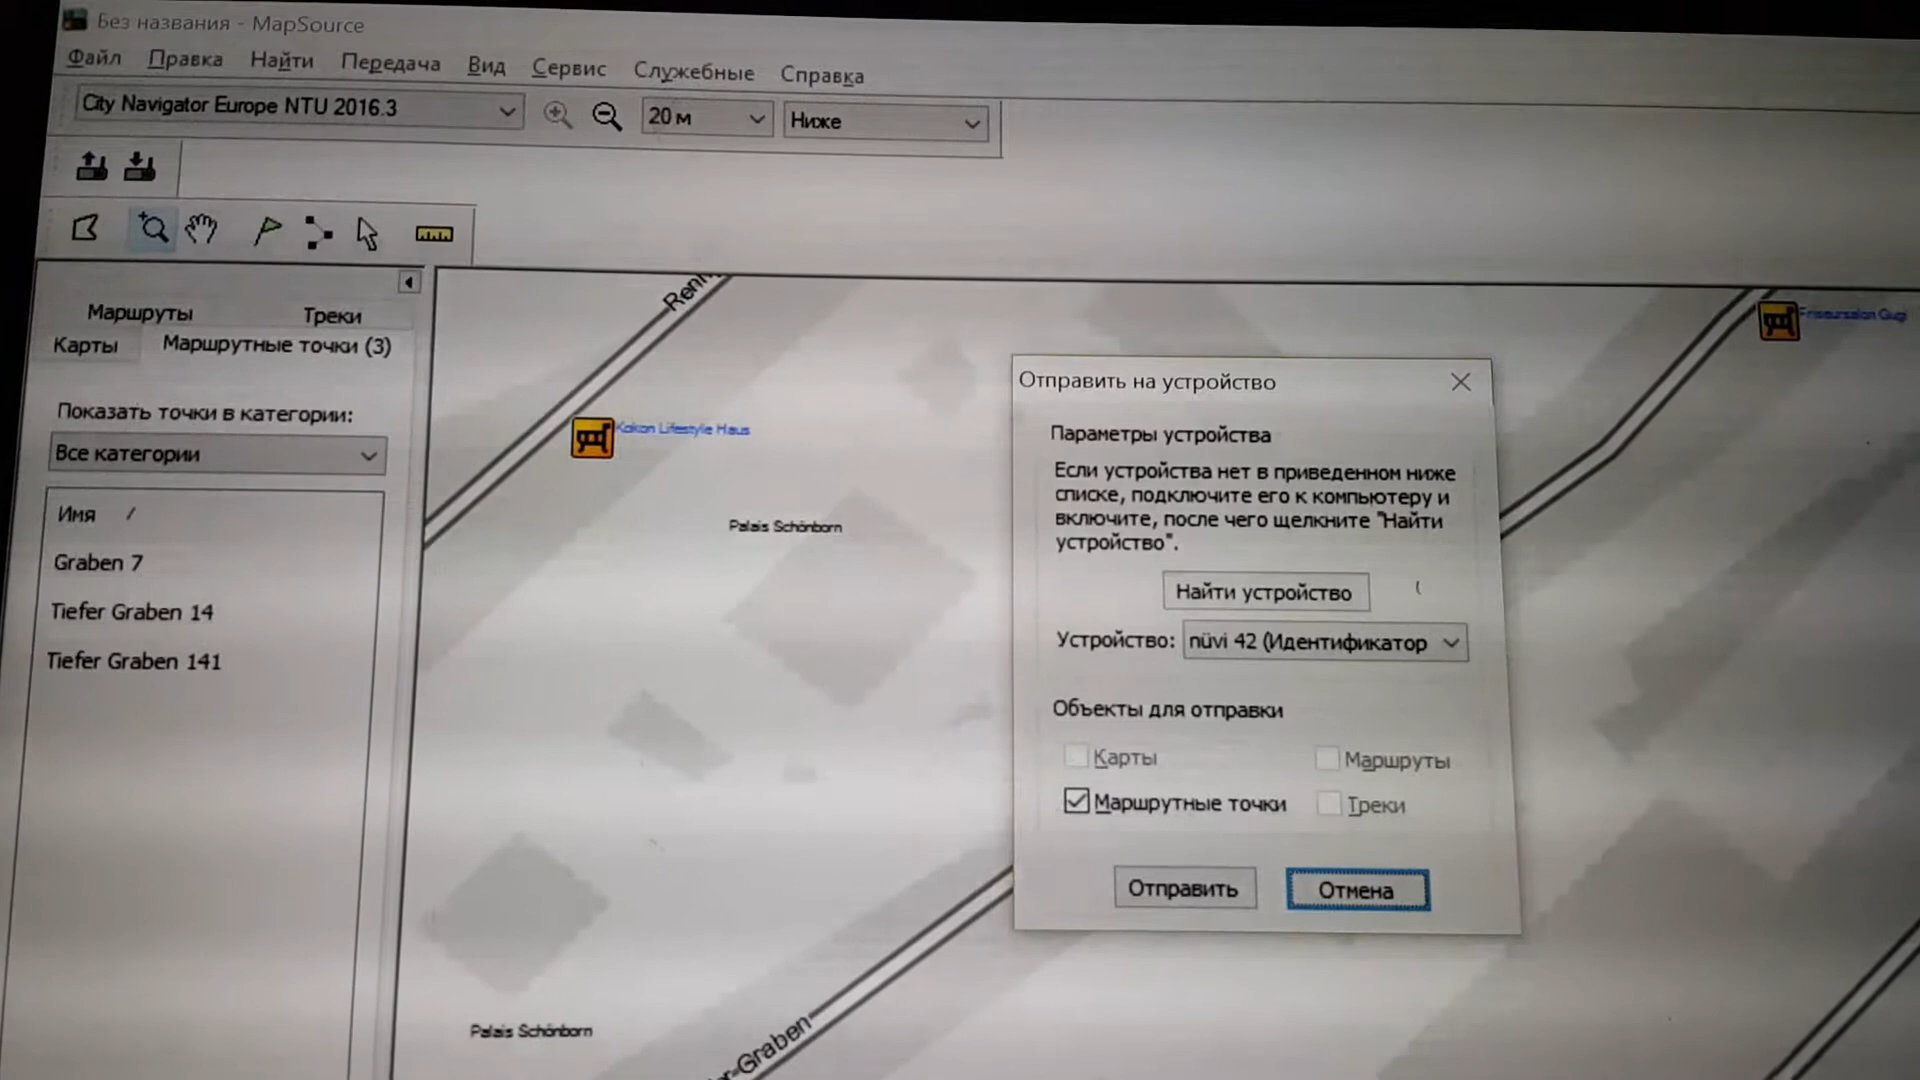 Без названия - MapSource
Файл Правка Найти Передача Вид Сервис Служебные Справка
City Navigator Europe NTU 2016.3
20 м
Ниже
Маршруты Треки
Карты Маршрутные точки (3)
Показать точки в категории:
Все категории
Имя
Graben 7
Tiefer Graben 14
Tiefer Graben 141
Kokon Lifestyle Haus
Palais Schönborn
Palais Schönborn
Graben
Отправить на устройство
Параметры устройства
Если устройства нет в приведенном ниже
списке, подключите его к компьютеру и
включите, после чего щелкните "Найти
устройство".
Найти устройство
Устройство: nüvi 42 (Идентификатор
Объекты для отправки
Карты Маршруты
Маршрутные точки Треки
Отправить Отмена